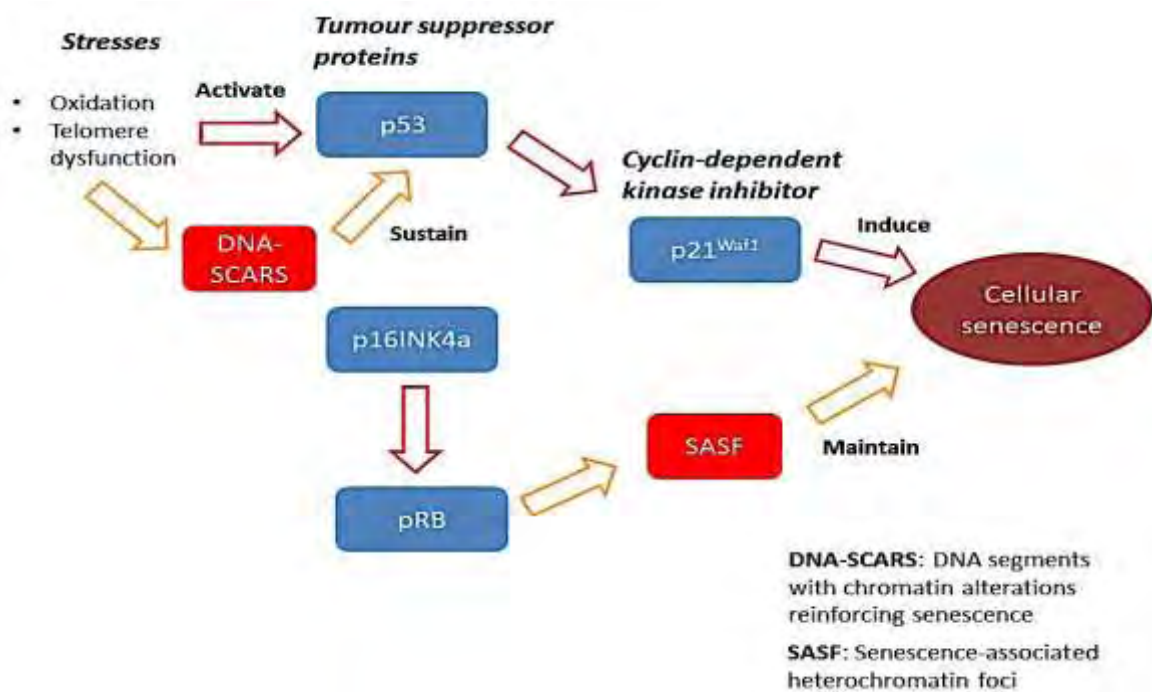 Stresses
• Oxidation
• Telomere
dysfunction
Activate
Tumour suppressor
proteins
p53
DNA-
SCARS
Sustain
Cyclin-dependent
kinase inhibitor
p21Waf1
Induce
Cellular
senescence
p16INK4a
pRB
SASF
Maintain
DNA-SCARS: DNA segments
with chromatin alterations
reinforcing senescence
SASF: Senescence-associated
heterochromatin foci